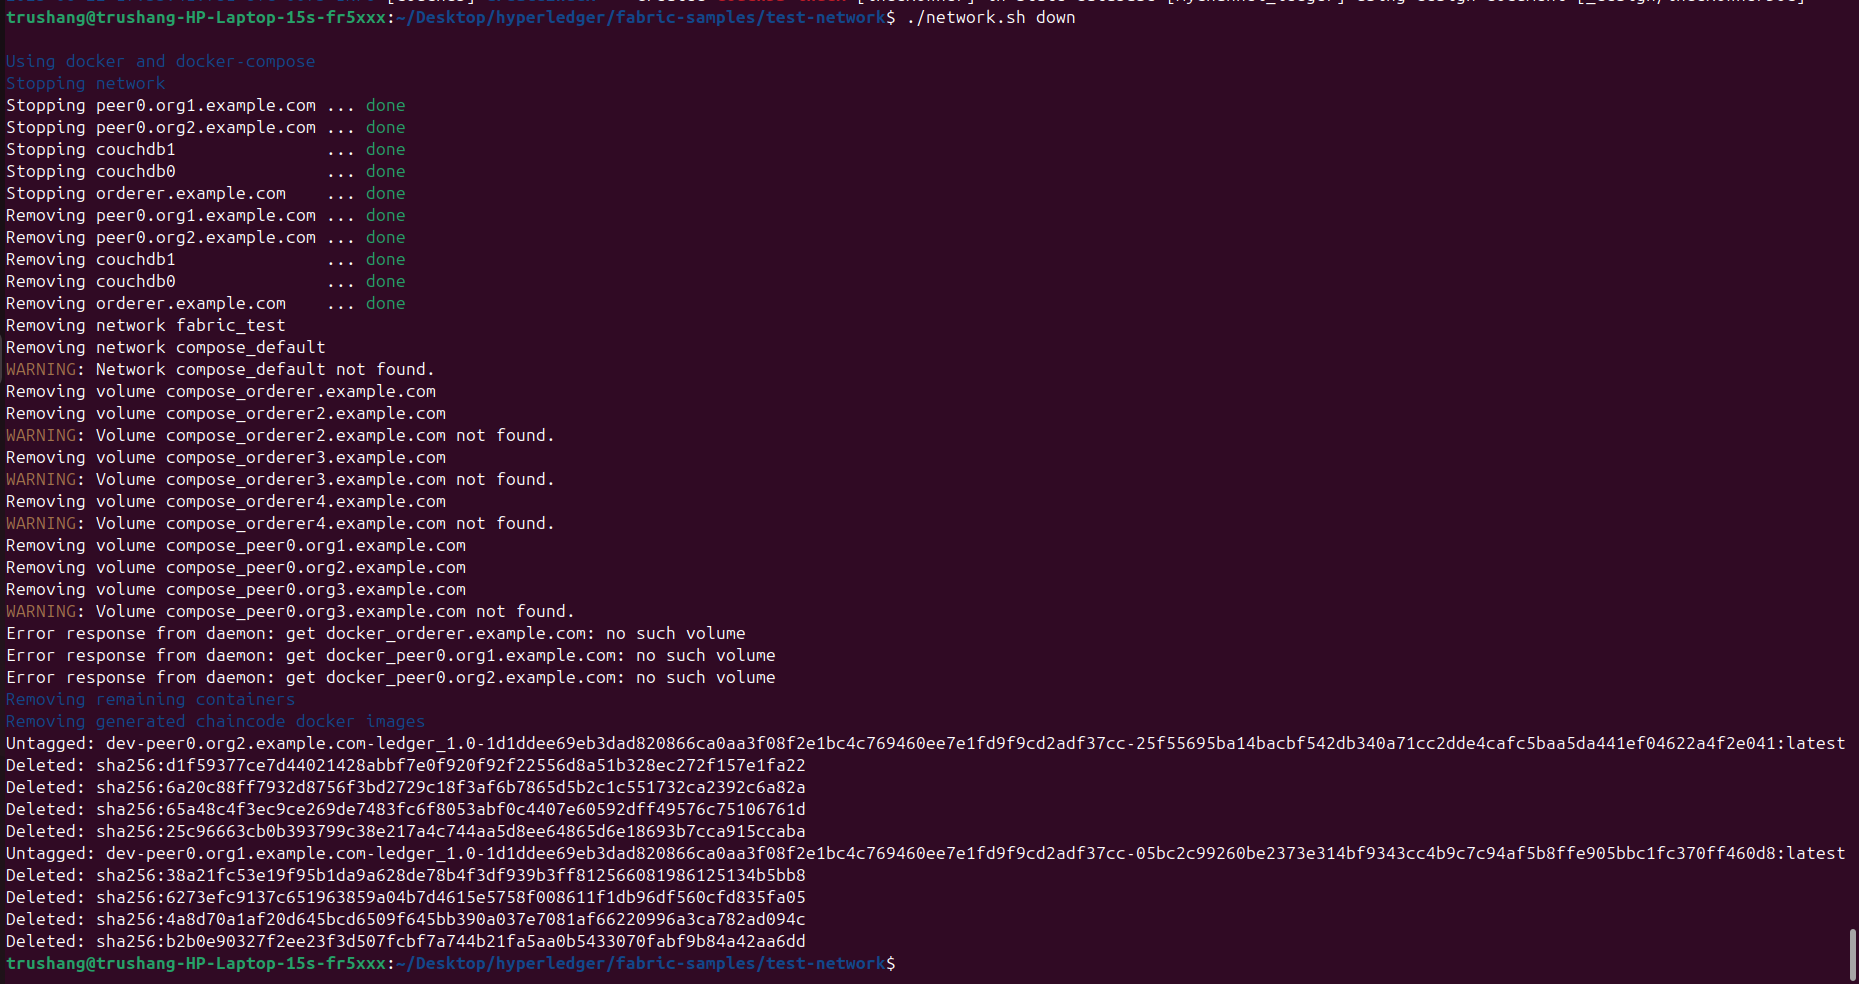 trushang@trushang-HP-Laptop-15s-fr5xxx:~/Desktop/hyperledger/fabric-samples/test-network$ ./network.sh down
Using docker and docker-compose
Stopping network
Stopping peer0.org1.example.com ... done
Stopping peer0.org2.example.com ... done
Stopping couchdb1               ... done
Stopping couchdb0               ... done
Stopping orderer.example.com    ... done
Removing peer0.org1.example.com ... done
Removing peer0.org2.example.com ... done
Removing couchdb1               ... done
Removing couchdb0               ... done
Removing orderer.example.com    ... done
Removing network fabric_test
Removing network compose_default
WARNING: Network compose_default not found.
Removing volume compose_orderer.example.com
Removing volume compose_orderer2.example.com
WARNING: Volume compose_orderer2.example.com not found.
Removing volume compose_orderer3.example.com
WARNING: Volume compose_orderer3.example.com not found.
Removing volume compose_orderer4.example.com
WARNING: Volume compose_orderer4.example.com not found.
Removing volume compose_peer0.org1.example.com
Removing volume compose_peer0.org2.example.com
Removing volume compose_peer0.org3.example.com
WARNING: Volume compose_peer0.org3.example.com not found.
Error response from daemon: get docker_orderer.example.com: no such volume
Error response from daemon: get docker_peer0.org1.example.com: no such volume
Error response from daemon: get docker_peer0.org2.example.com: no such volume
Removing remaining containers
Removing generated chaincode docker images
Untagged: dev-peer0.org2.example.com-ledger_1.0-1d1ddee69eb3dad820866ca0aa3f08f2e1bc4c769460ee7e1fd9f9cd2adf37cc-25f55695ba14bacbf542db340a71cc2dde4cafc5baa5da441ef04622a4f2e041:latest
Deleted: sha256:d1f59377ce7d44021428abbf7e0f920f92f22556d8a51b328ec272f157e1fa22
Deleted: sha256:6a20c88ff7932d8756f3bd2729c18f3af6b7865d5b2c1c551732ca2392c6a82a
Deleted: sha256:65a48c4f3ec9ce269de7483fc6f8053abf0c4407e60592dff49576c75106761d
Deleted: sha256:25c96663cb0b393799c38e217a4c744aa5d8ee64865d6e18693b7cca915ccaba
Untagged: dev-peer0.org1.example.com-ledger_1.0-1d1ddee69eb3dad820866ca0aa3f08f2e1bc4c769460ee7e1fd9f9cd2adf37cc-05bc2c99260be2373e314bf9343cc4b9c7c94af5b8ffe905bbc1fc370ff460d8:latest
Deleted: sha256:38a21fc53e19f95b1da9a628de78b4f3df939b3ff812566081986125134b5bb8
Deleted: sha256:6273efc9137c651963859a04b7d4615e5758f008611f1db96df560cfd835fa05
Deleted: sha256:4a8d70a1af20d645bcd6509f645bb390a037e7081af66220996a3ca782ad094c
Deleted: sha256:b2b0e90327f2ee23f3d507fcbf7a744b21fa5aa0b5433070fabf9b84a42aa6dd
trushang@trushang-HP-Laptop-15s-fr5xxx:~/Desktop/hyperledger/fabric-samples/test-network$